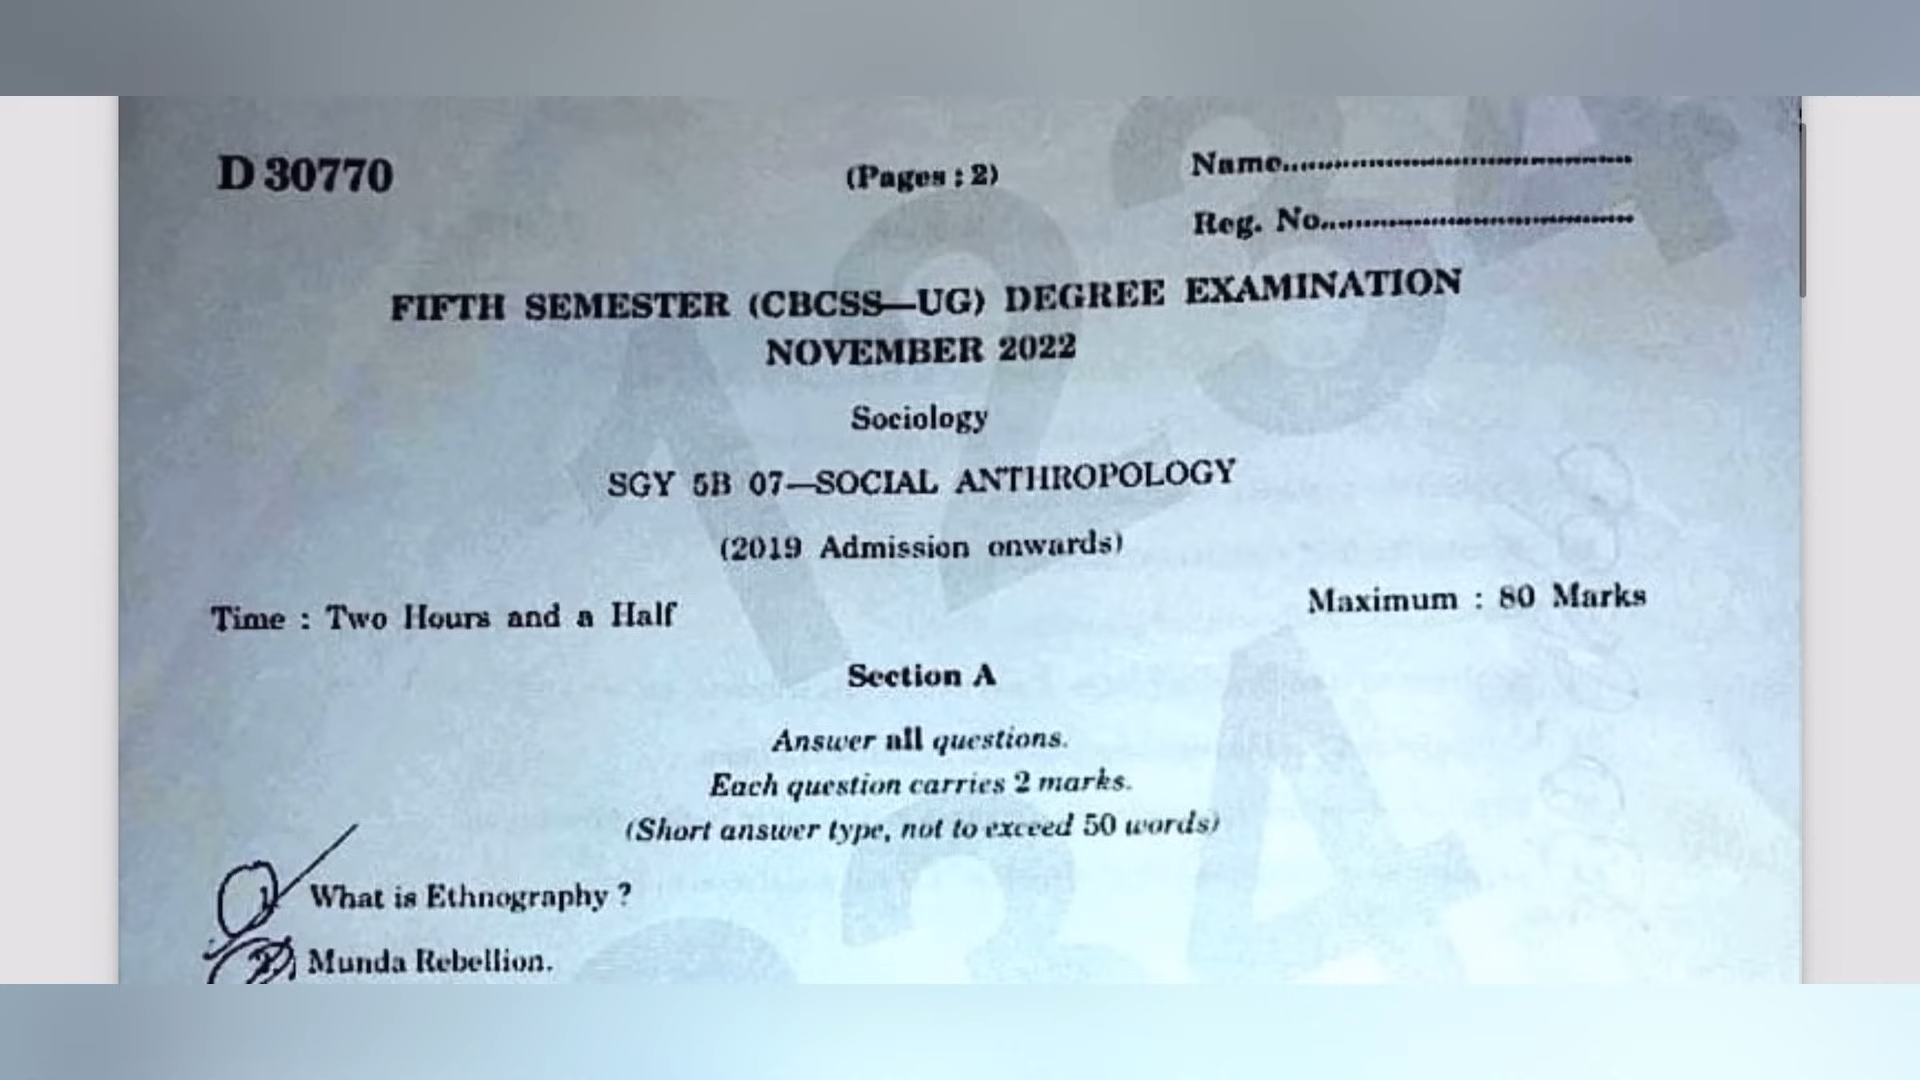 D 30770
(Pages : 2)
Name.......................................
Reg. No.......................................
FIFTH SEMESTER (CBCSS—UG) DEGREE EXAMINATION
NOVEMBER 2022
Sociology
SGY 5B 07—SOCIAL ANTHROPOLOGY
(2019 Admission onwards)
Time : Two Hours and a Half
Maximum : 80 Marks
Section A
Answer all questions.
Each question carries 2 marks.
(Short answer type, not to exceed 50 words)
1 What is Ethnography ?
2 Munda Rebellion.